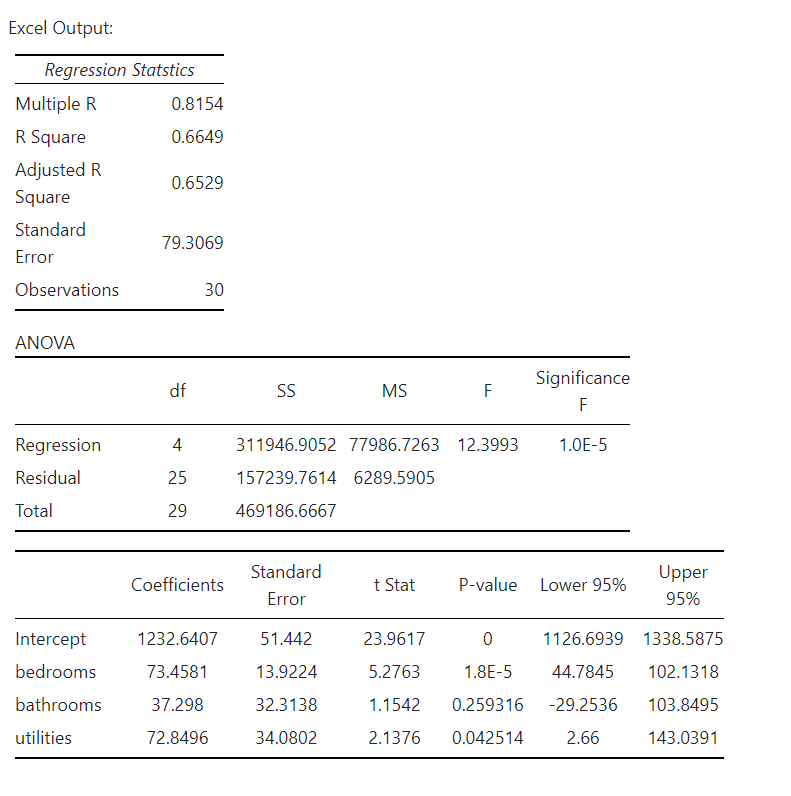 Excel Output:
Regression Statstics
Multiple R 0.8154
R Square 0.6649
Adjusted R
Square 0.6529
Standard
Error 79.3069
Observations 30
ANOVA
df SS MS F Significance
F
Regression 4 311946.9052 77986.7263 12.3993 1.0E-5
Residual 25 157239.7614 6289.5905
Total 29 469186.6667
Coefficients Standard
Error t Stat P-value Lower 95% Upper
95%
Intercept 1232.6407 51.442 23.9617 0 1126.6939 1338.5875
bedrooms 73.4581 13.9224 5.2763 1.8E-5 44.7845 102.1318
bathrooms 37.298 32.3138 1.1542 0.259316 -29.2536 103.8495
utilities 72.8496 34.0802 2.1376 0.042514 2.66 143.0391